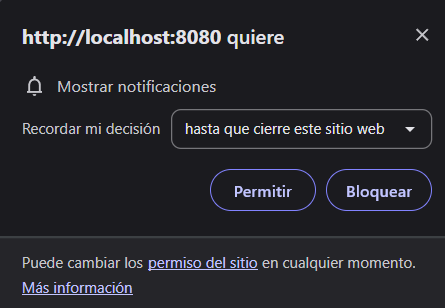 http://localhost:8080 quiere
Mostrar notificaciones
Recordar mi decisión
hasta que cierre este sitio web
Permitir
Bloquear
Puede cambiar los permiso del sitio en cualquier momento.
Más información